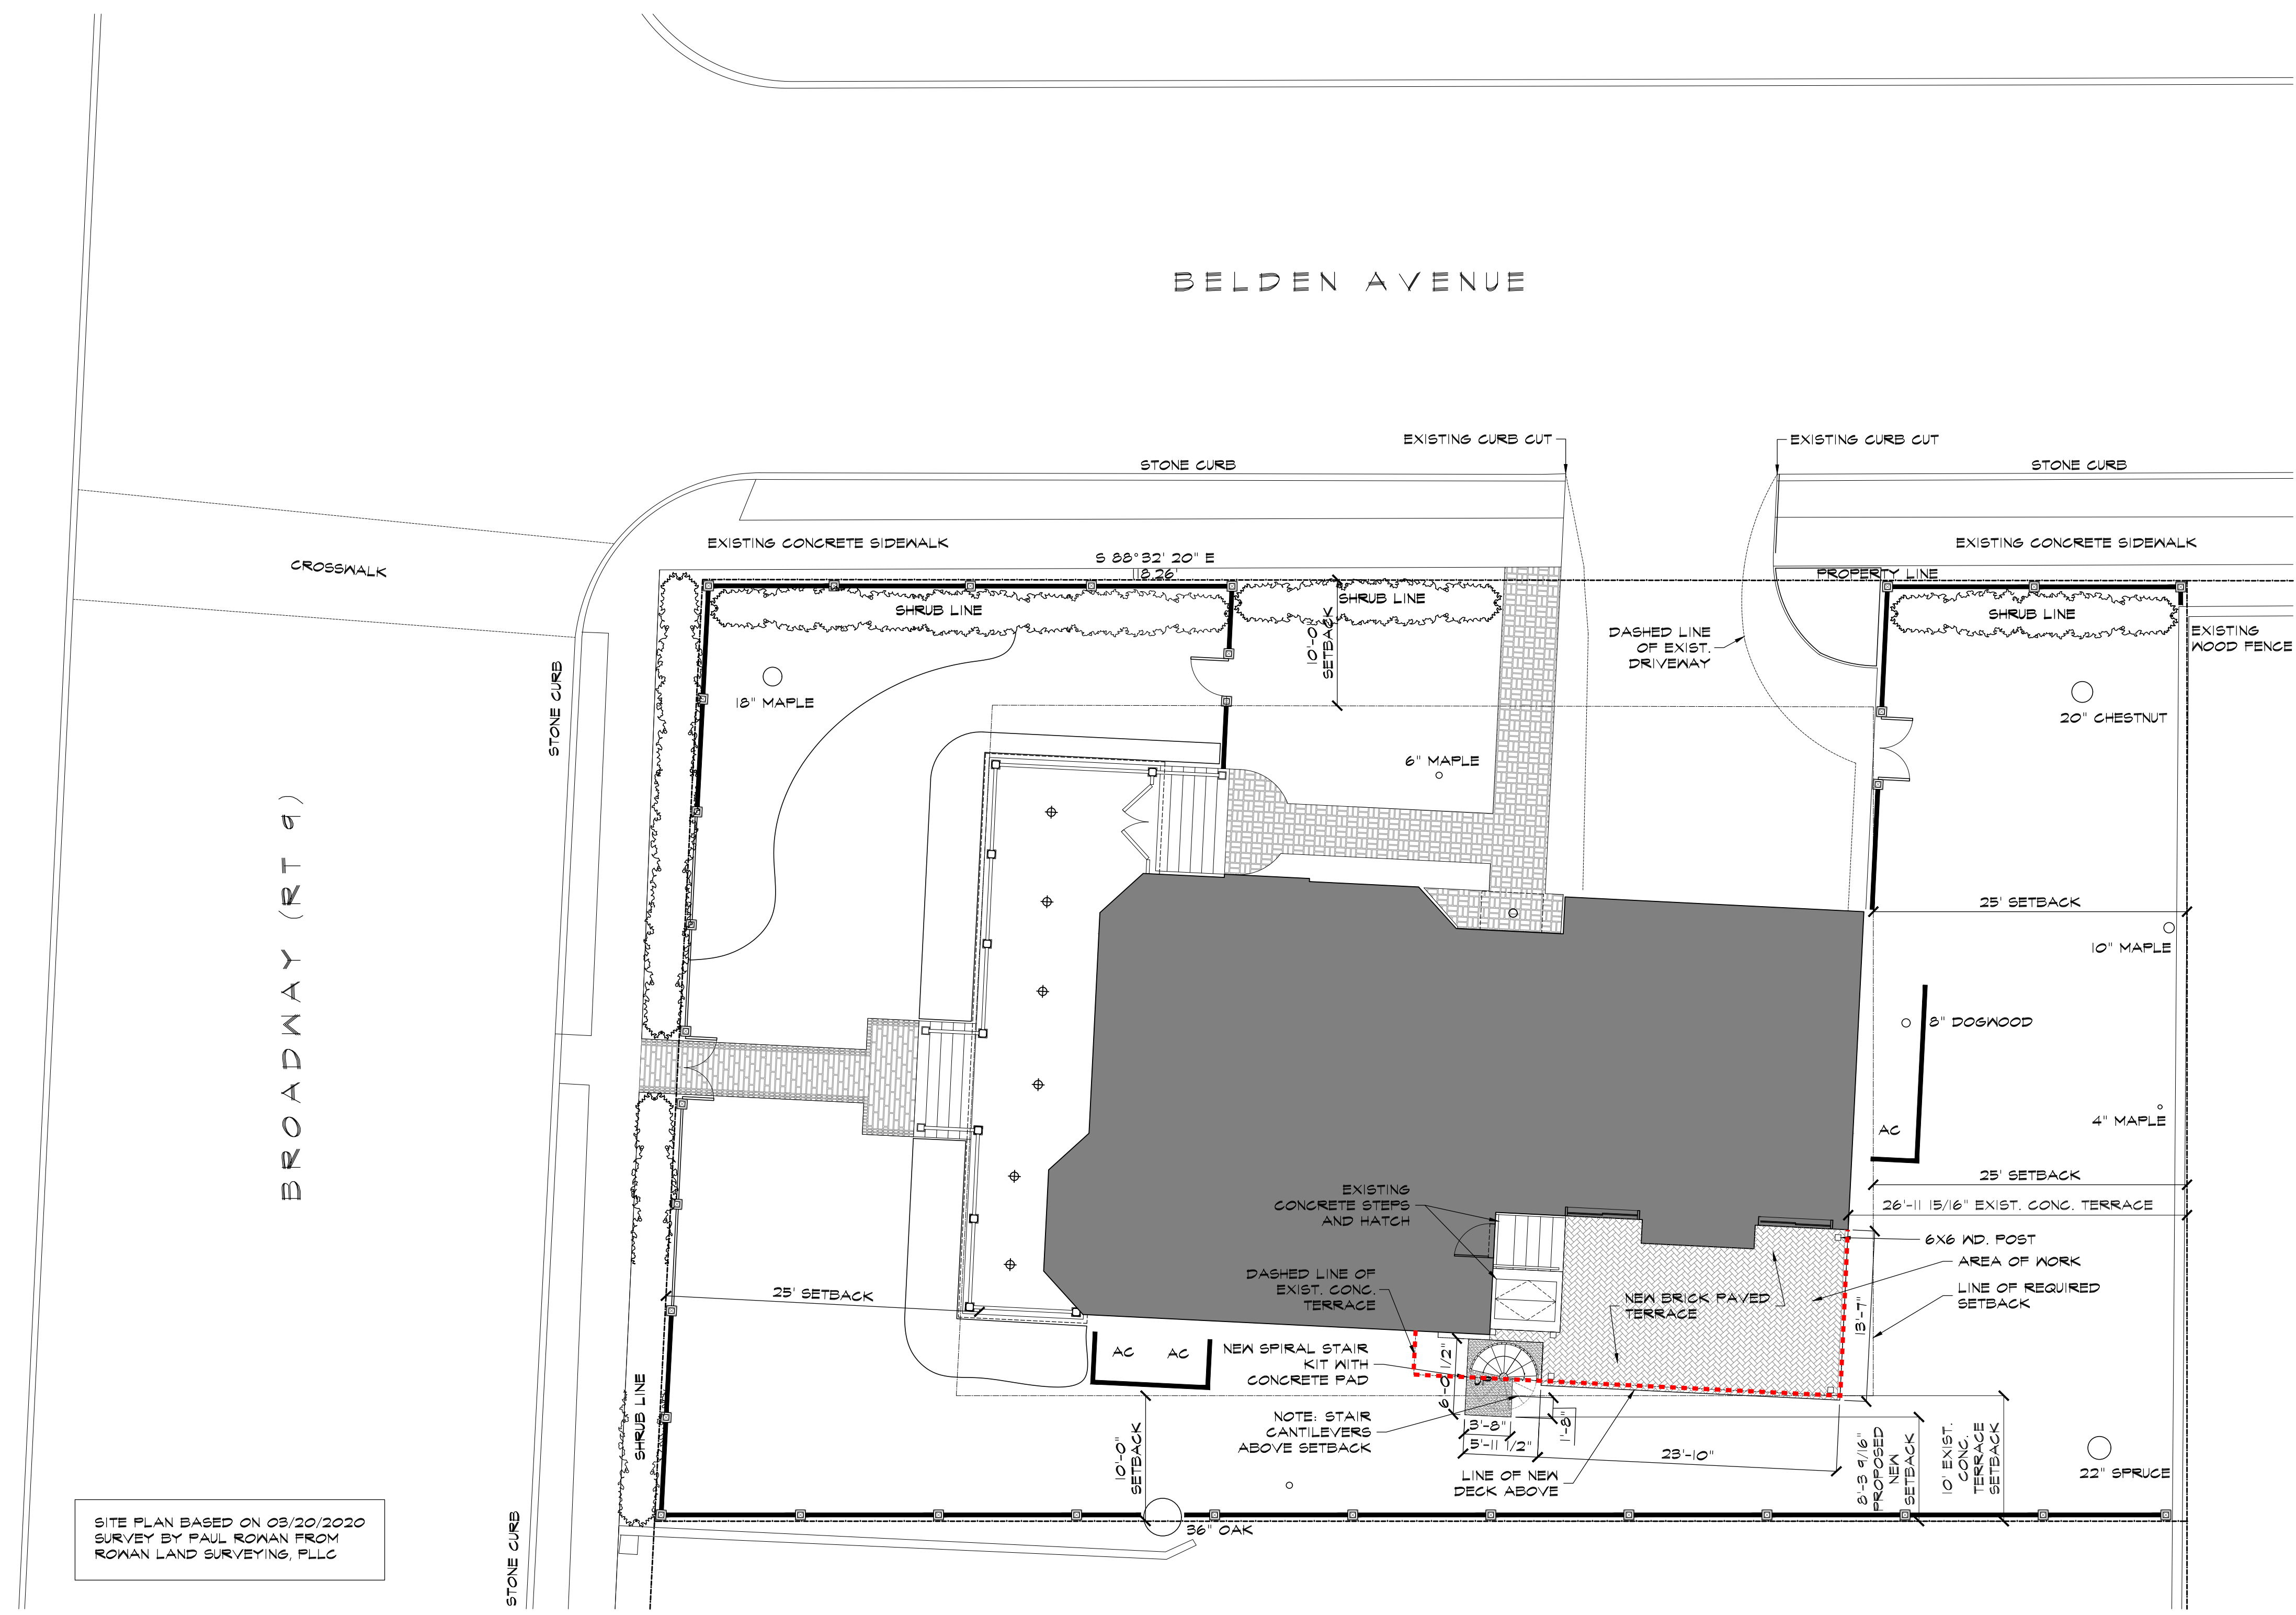 BELDEN AVENUE
EXISTING CURB CUT
EXISTING CURB CUT
STONE CURB
STONE CURB
EXISTING CONCRETE SIDEWALK
EXISTING CONCRETE SIDEWALK
S 88°32' 20" E
118.26'
CROSSWALK
PROPERTY LINE
SHRUB LINE
SHRUB LINE
SHRUB LINE
10'-0"
SETBACK
DASHED LINE
OF EXIST.
DRIVEWAY
EXISTING
WOOD FENCE
STONE CURB
18" MAPLE
20" CHESTNUT
6" MAPLE
BROADWAY (RT 9)
25' SETBACK
10" MAPLE
8" DOGWOOD
4" MAPLE
AC
25' SETBACK
EXISTING
CONCRETE STEPS
AND HATCH
26'-11 15/16" EXIST. CONC. TERRACE
6X6 WD. POST
AREA OF WORK
LINE OF REQUIRED
SETBACK
DASHED LINE OF
EXIST. CONC.
TERRACE
25' SETBACK
NEW BRICK PAVED
TERRACE
13'-7"
AC
AC
NEW SPIRAL STAIR
KIT WITH
CONCRETE PAD
UP
6'-0 1/2"
SHRUB LINE
NOTE: STAIR
CANTILEVERS
ABOVE SETBACK
3'-8"
1'-8"
5'-11 1/2"
23'-10"
10'-0"
SETBACK
LINE OF NEW
DECK ABOVE
8'-3 9/16"
PROPOSED
NEW
SETBACK
10' EXIST.
CONC.
TERRACE
SETBACK
22" SPRUCE
36" OAK
STONE CURB
SITE PLAN BASED ON 03/20/2020
SURVEY BY PAUL ROWAN FROM
ROWAN LAND SURVEYING, PLLC